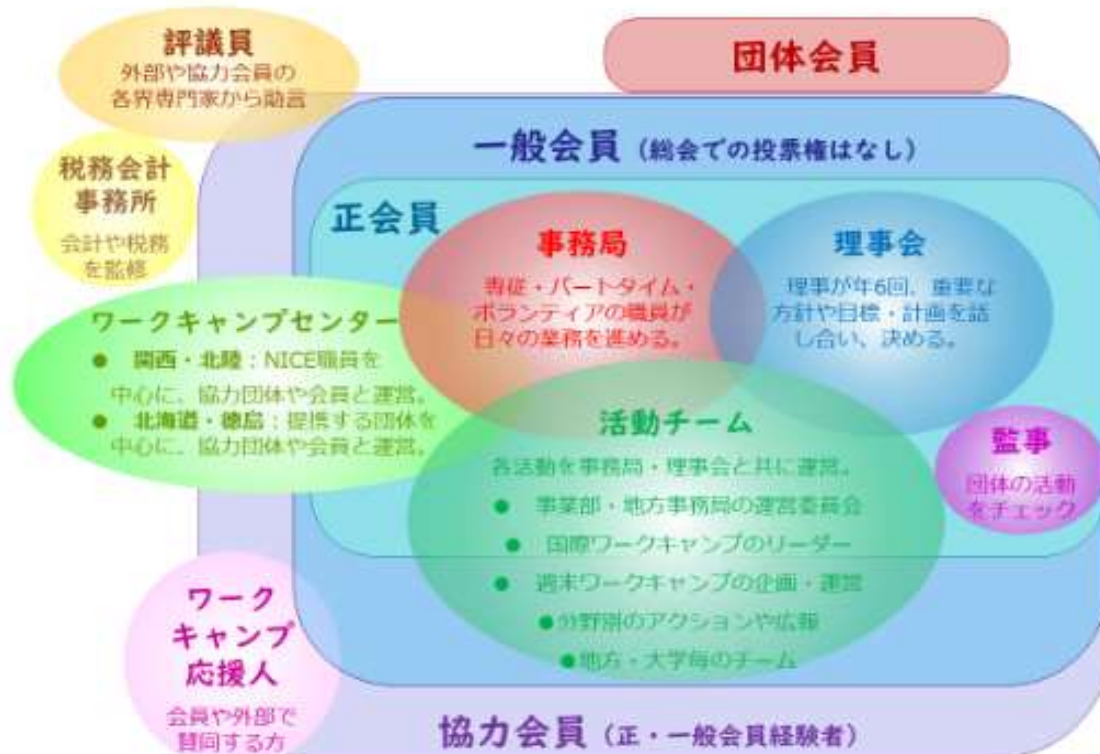 評議員
外部や協力会員の
各界専門家から助言
団体会員
一般会員（総会での投票権はなし）
税務会計
事務所
会計や税務
を監修
正会員
事務局
専従・パートタイム・
ボランティアの職員が
日々の業務を進める。
理事会
理事が年6回、重要な
方針や目標・計画を話
し合い、決める。
ワークキャンプセンター
● 関西・北陸：NICE職員を
中心に、協力団体や会員と運営。
● 北海道・徳島：提携する団体を
中心に、協力団体や会員と運営。
活動チーム
各活動を事務局・理事会と共に運営。
● 事業部・地方事務局の運営委員会
● 国際ワークキャンプのリーダー
● 週末ワークキャンプの企画・運営
●分野別のアクションや広報
●地方・大学毎のチーム
監事
団体の活動
をチェック
ワーク
キャンプ
応援人
会員や外部で
賛同する方
協力会員（正・一般会員経験者）